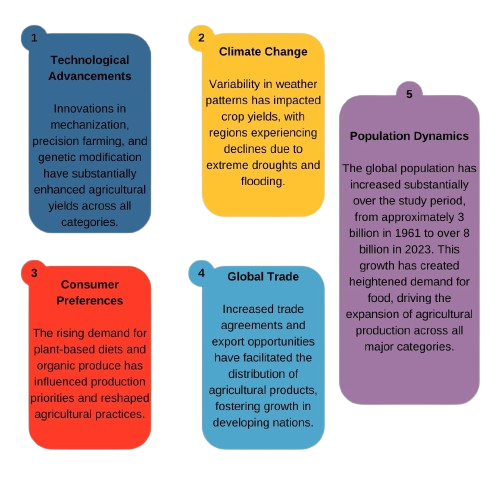 1
Technological
Advancements
Innovations in
mechanization,
precision farming, and
genetic modification
have substantially
enhanced agricultural
yields across all
categories.
2
Climate Change
Variability in weather
patterns has impacted
crop yields, with
regions experiencing
declines due to
extreme droughts and
flooding.
3
Consumer
Preferences
The rising demand for
plant-based diets and
organic produce has
influenced production
priorities and reshaped
agricultural practices.
4
Global Trade
Increased trade
agreements and
export opportunities
have facilitated the
distribution of
agricultural products,
fostering growth in
developing nations.
5
Population Dynamics
The global population has
increased substantially
over the study period,
from approximately 3
billion in 1961 to over 8
billion in 2023. This
growth has created
heightened demand for
food, driving the
expansion of agricultural
production across all
major categories.